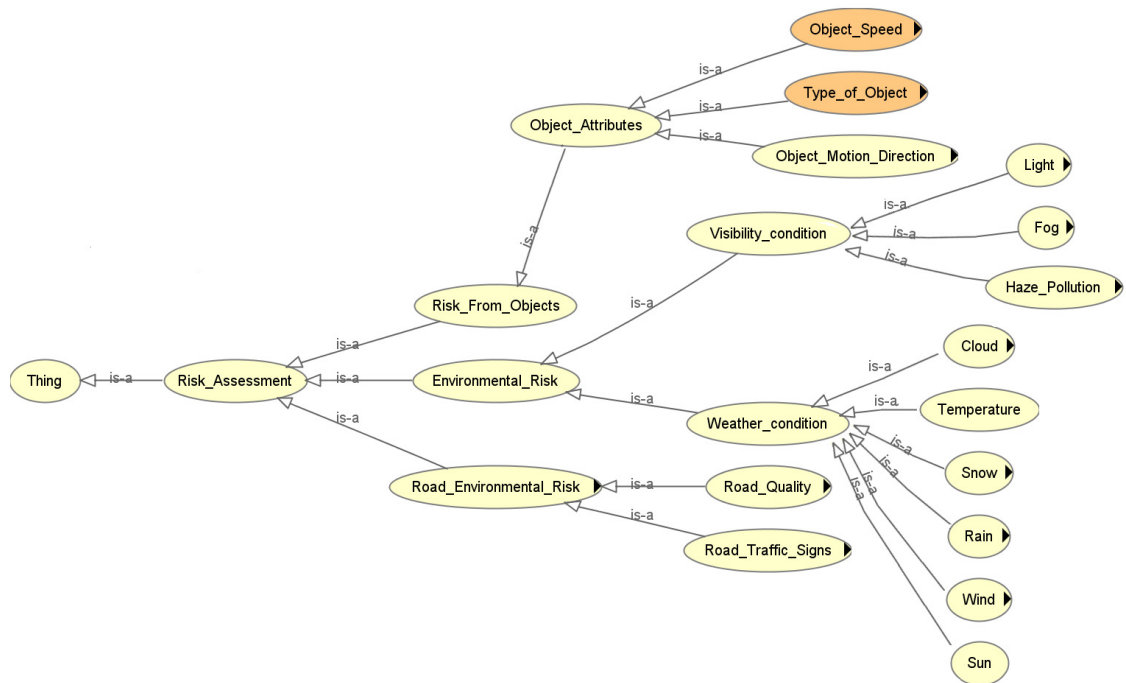 Object_Speed
is-a
Type_of_Object
is-a
Object_Attributes
is-a
Object_Motion_Direction
Light
is-a
Visibility_condition
is-a
Fog
is-a
is-a
Haze_Pollution
Risk_From_Objects
is-a
is-a
Cloud
is-a
Thing
is-a
Risk_Assessment
is-a
Environmental_Risk
is-a
is-a
Temperature
is-a
Weather_condition
is-a
Snow
is-a
is-a
Road_Environmental_Risk
is-a
Road_Quality
is-a
is-a
is-a
Road_Traffic_Signs
Rain
Wind
Sun